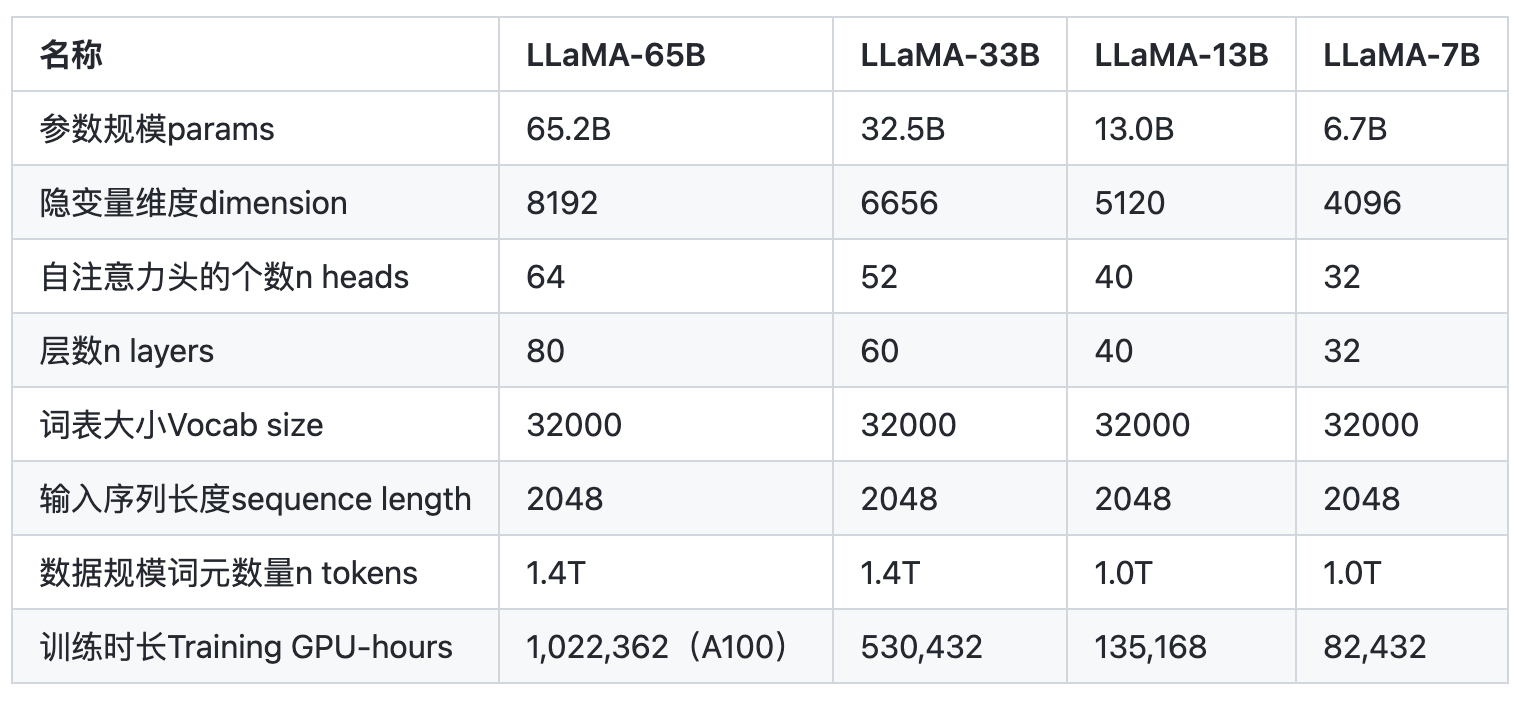 名称 LLaMA-65B LLaMA-33B LLaMA-13B LLaMA-7B
参数规模params 65.2B 32.5B 13.0B 6.7B
隐变量维度dimension 8192 6656 5120 4096
自注意力头的个数n heads 64 52 40 32
层数n layers 80 60 40 32
词表大小Vocab size 32000 32000 32000 32000
输入序列长度sequence length 2048 2048 2048 2048
数据规模词元数量n tokens 1.4T 1.4T 1.0T 1.0T
训练时长Training GPU-hours 1,022,362（A100） 530,432 135,168 82,432